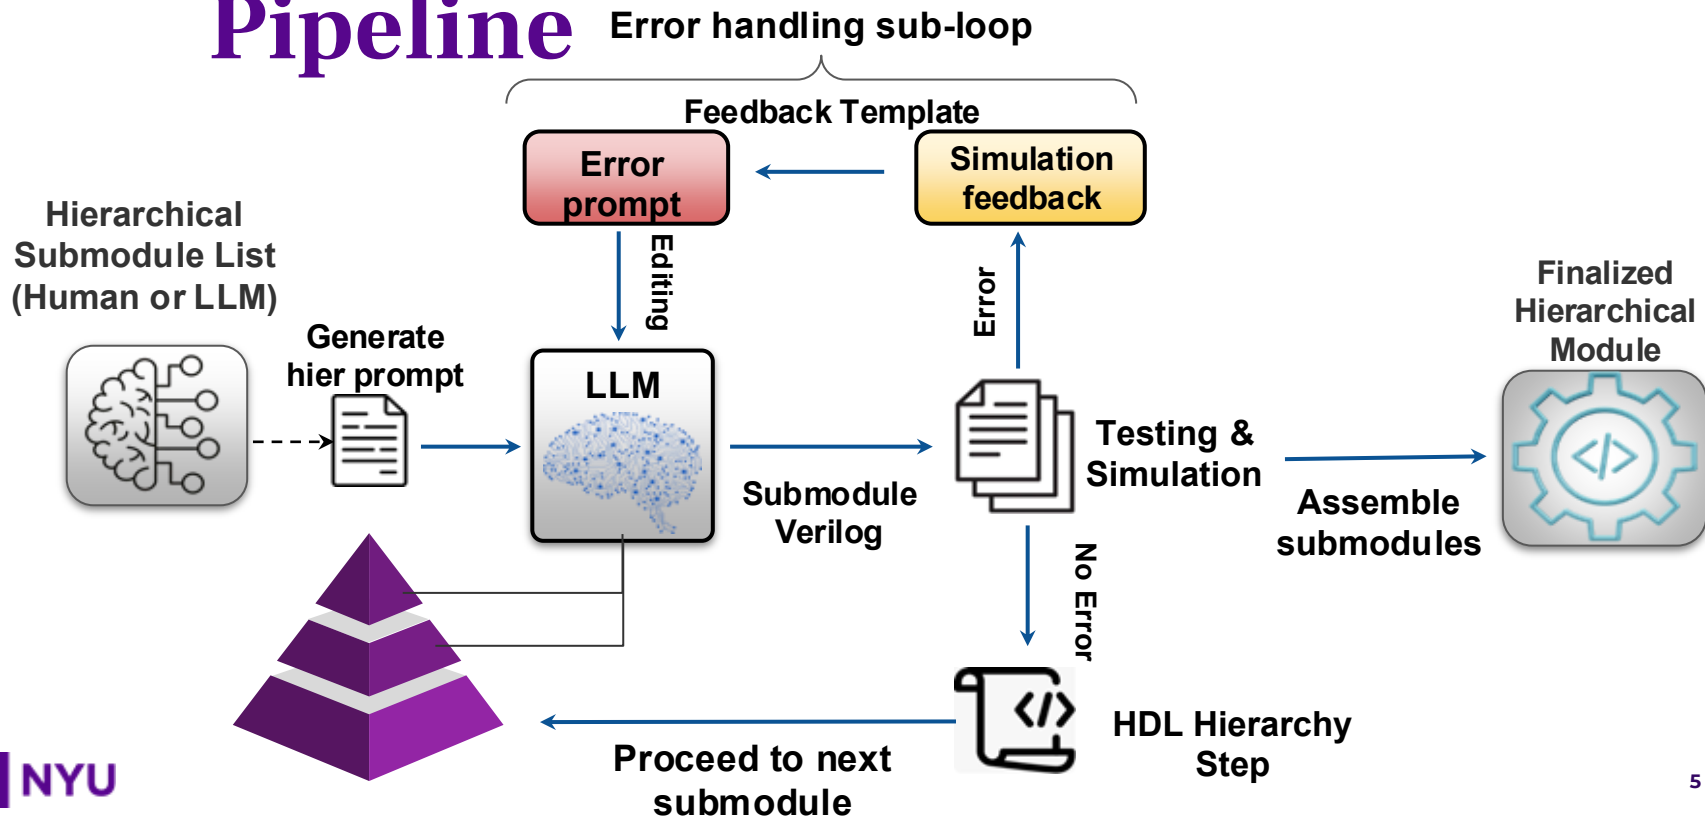 Pipeline
Error handling sub-loop
Feedback Template
Error
prompt
Simulation
feedback
Hierarchical
Submodule List
(Human or LLM)
Editing
Error
Finalized
Hierarchical
Module
Generate
hier prompt
LLM
</>
Testing &
Simulation
Submodule
Verilog
Assemble
submodules
No Error
</>
HDL Hierarchy
Step
Proceed to next
submodule
NYU
5